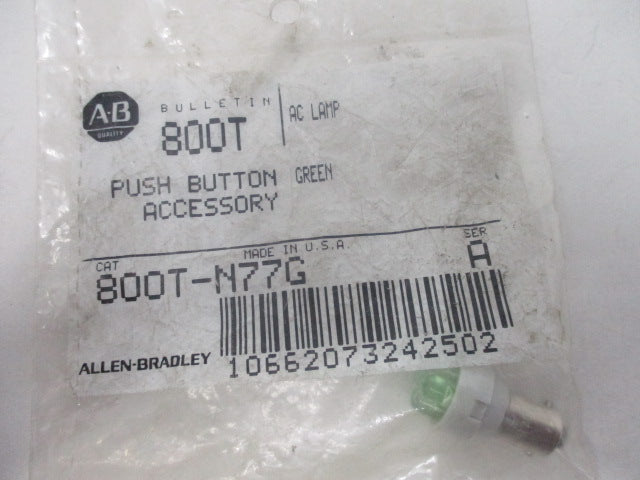 A-B
QUALITY
BULLETIN
800T
AC LAMP
PUSH BUTTON
ACCESSORY
GREEN
MADE IN U.S.A.
CAT
800T-N77G
SER
A
ALLEN-BRADLEY
10662073242502